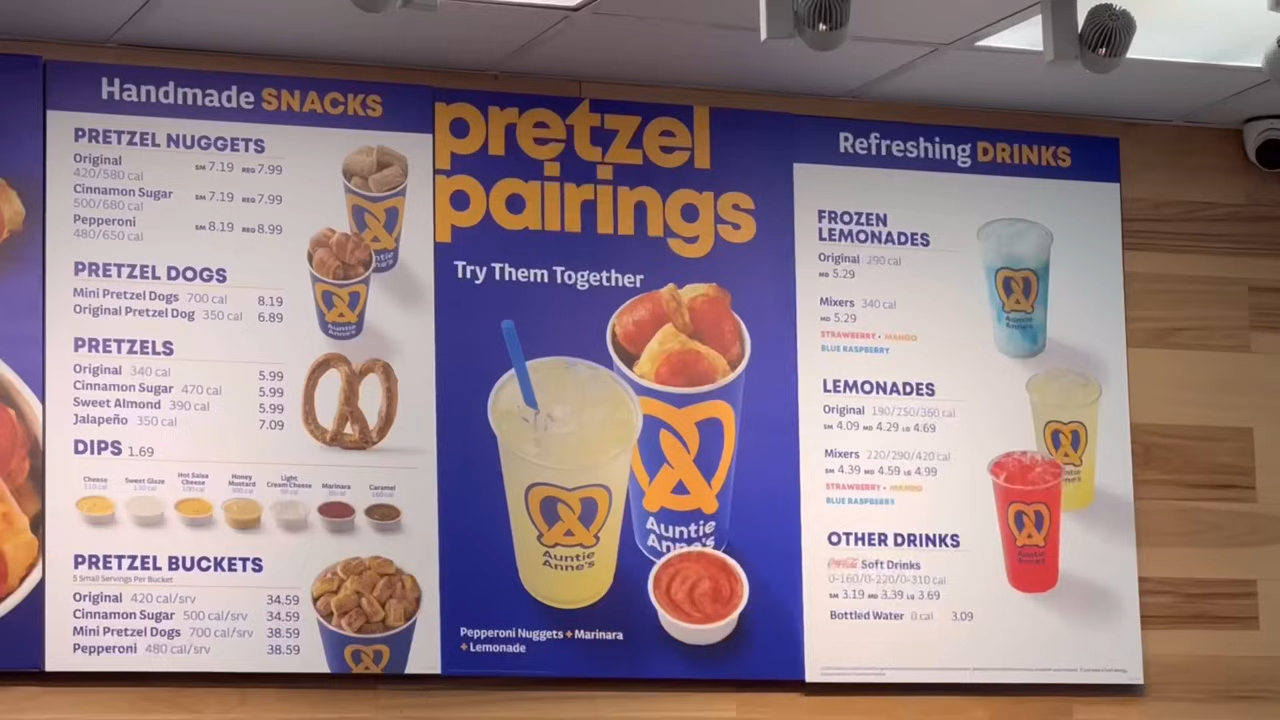 Handmade SNACKS
PRETZEL NUGGETS
Original SM 7.19 REG 7.99
420/580 cal
Cinnamon Sugar SM 7.19 REG 7.99
500/680 cal
Pepperoni SM 8.19 REG 8.99
480/650 cal
PRETZEL DOGS
Mini Pretzel Dogs 700 cal 8.19
Original Pretzel Dog 350 cal 6.89
PRETZELS
Original 340 cal 5.99
Cinnamon Sugar 470 cal 5.99
Sweet Almond 390 cal 5.99
Jalapeño 350 cal 7.09
DIPS 1.69
Cheese
Sweet Glaze
Hot Salsa Cheese
Honey Mustard
Light Cream Cheese
Marinara
Caramel
PRETZEL BUCKETS
5 Small Servings Per Bucket
Original 420 cal/srv 34.59
Cinnamon Sugar 500 cal/srv 34.59
Mini Pretzel Dogs 700 cal/srv 38.59
Pepperoni 480 cal/srv 38.59
Auntie
Anne's
pretzel
pairings
Try Them Together
Auntie
Anne's
Auntie
Anne's
Pepperoni Nuggets + Marinara
+ Lemonade
Refreshing DRINKS
FROZEN
LEMONADES
Original 290 cal
MD 5.29
Mixers 340 cal
MD 5.29
STRAWBERRY • MANGO
BLUE RASPBERRY
Auntie
Anne's
LEMONADES
Original 190/250/360 cal
SM 4.09 MD 4.29 LG 4.69
Mixers 220/290/420 cal
SM 4.39 MD 4.59 LG 4.99
STRAWBERRY • MANGO
BLUE RASPBERRY
OTHER DRINKS
Coca-Cola Soft Drinks
0-160/0-220/0-310 cal
SM 3.19 MD 3.39 LG 3.69
Bottled Water 0 cal 3.09
Auntie
Anne's